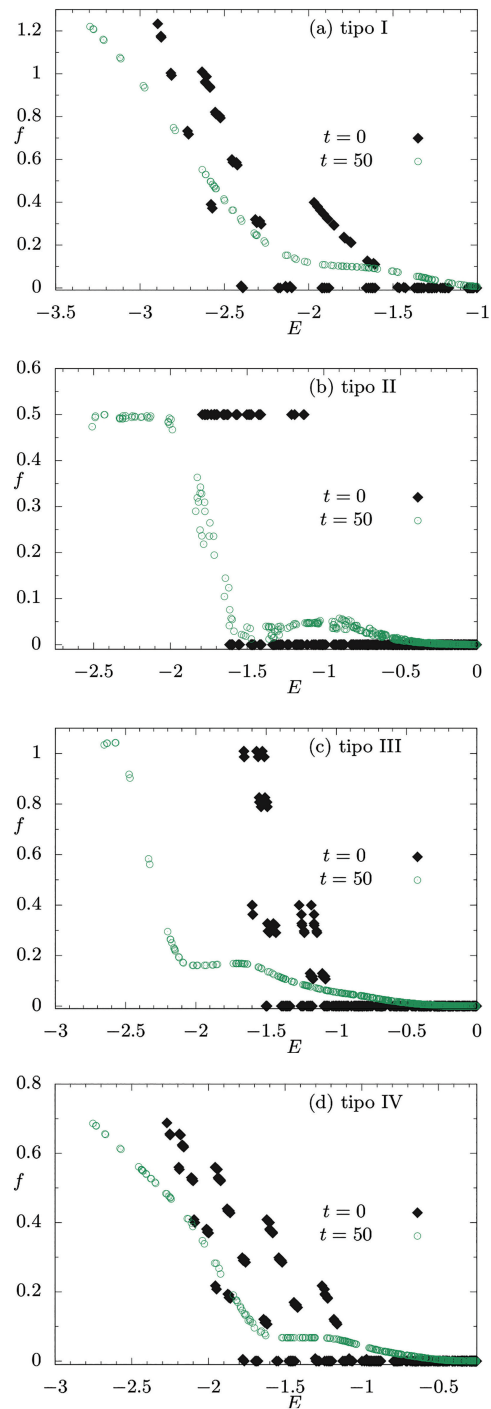 (a) tipo I
f
1.2
1
0.8
0.6
0.4
0.2
0
t = 0
t = 50
−3.5 −3 −2.5 −2 −1.5 −1
E
(b) tipo II
f
0.6
0.5
0.4
0.3
0.2
0.1
0
t = 0
t = 50
−2.5 −2 −1.5 −1 −0.5 0
E
(c) tipo III
f
1
0.8
0.6
0.4
0.2
0
t = 0
t = 50
−3 −2.5 −2 −1.5 −1 −0.5 0
E
(d) tipo IV
f
0.8
0.6
0.4
0.2
0
t = 0
t = 50
−3 −2.5 −2 −1.5 −1 −0.5
E